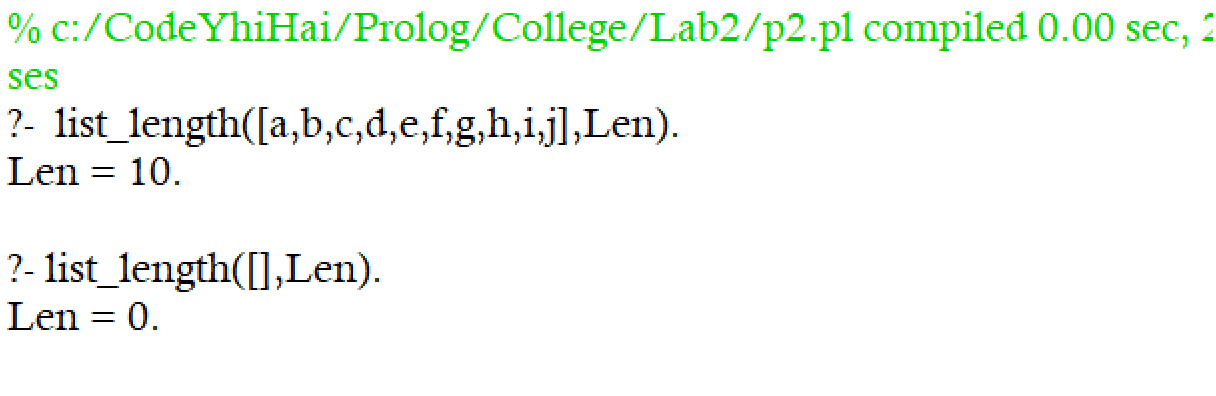 % c:/CodeYhiHai/Prolog/College/Lab2/p2.pl compiled 0.00 sec, 2
ses
?-  list_length([a,b,c,d,e,f,g,h,i,j],Len).
Len = 10.
?- list_length([],Len).
Len = 0.